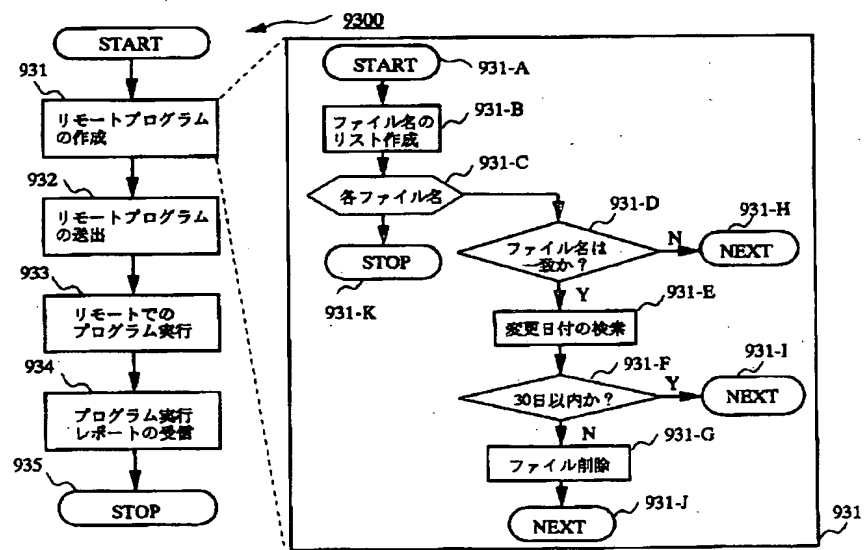 9300
START
931
リモートプログラム
の作成
932
リモートプログラム
の送出
933
リモートでの
プログラム実行
934
プログラム実行
レポートの受信
935
STOP
START
931-A
931-B
ファイル名の
リスト作成
931-C
各ファイル名
STOP
931-K
931-D
ファイル名は
一致か?
N
931-H
NEXT
Y
931-E
変更日付の検索
931-F
30日以内か?
Y
931-I
NEXT
N
931-G
ファイル削除
931-J
NEXT
931